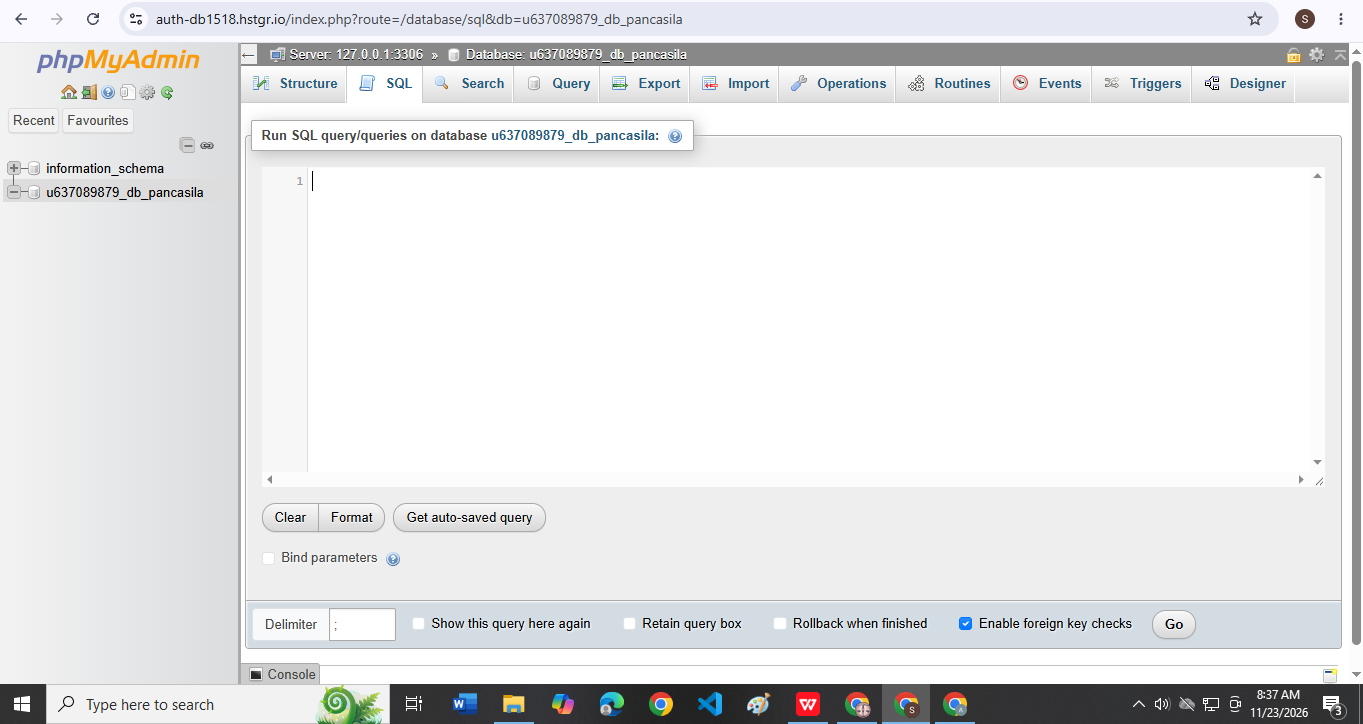 auth-db1518.hstgr.io/index.php?route=/database/sql&db=u637089879_db_pancasila
S
phpMyAdmin
Recent Favourites
information_schema
u637089879_db_pancasila
Server: 127.0.0.1:3306 » Database: u637089879_db_pancasila
Structure SQL Search Query Export Import Operations Routines Events Triggers Designer
Run SQL query/queries on database u637089879_db_pancasila:
1
Clear Format Get auto-saved query
Bind parameters
Delimiter ; Show this query here again Retain query box Rollback when finished Enable foreign key checks Go
Console
Type here to search
8:37 AM
11/23/2026
3